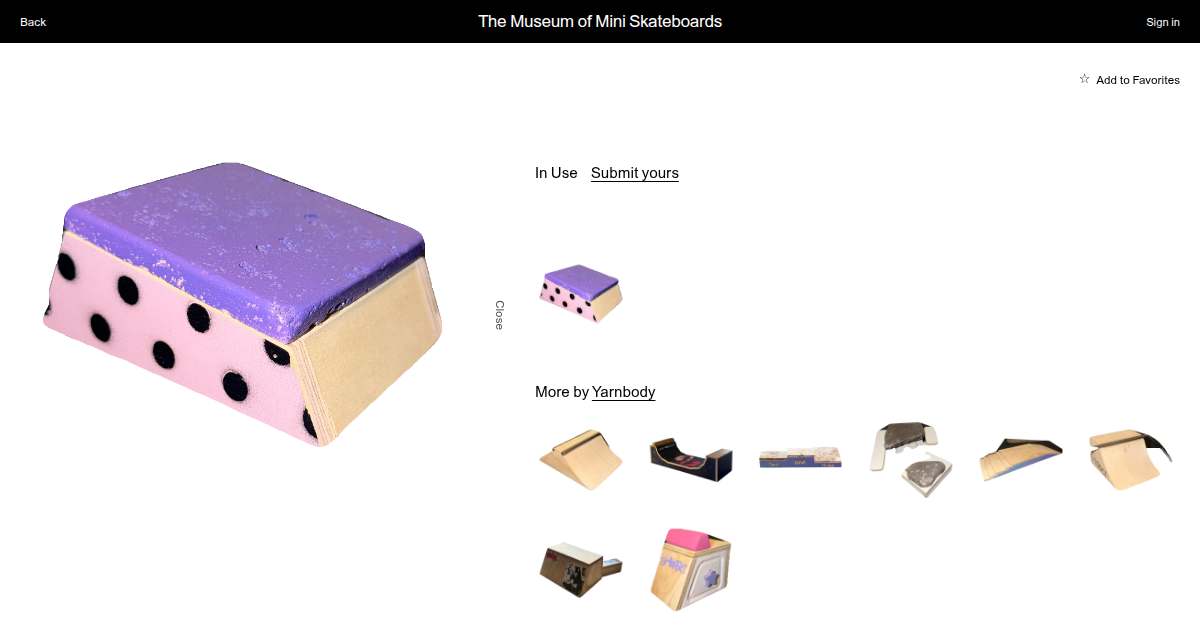 Back
The Museum of Mini Skateboards
Sign in
☆ Add to Favorites
In Use Submit yours
Close
More by Yarnbody